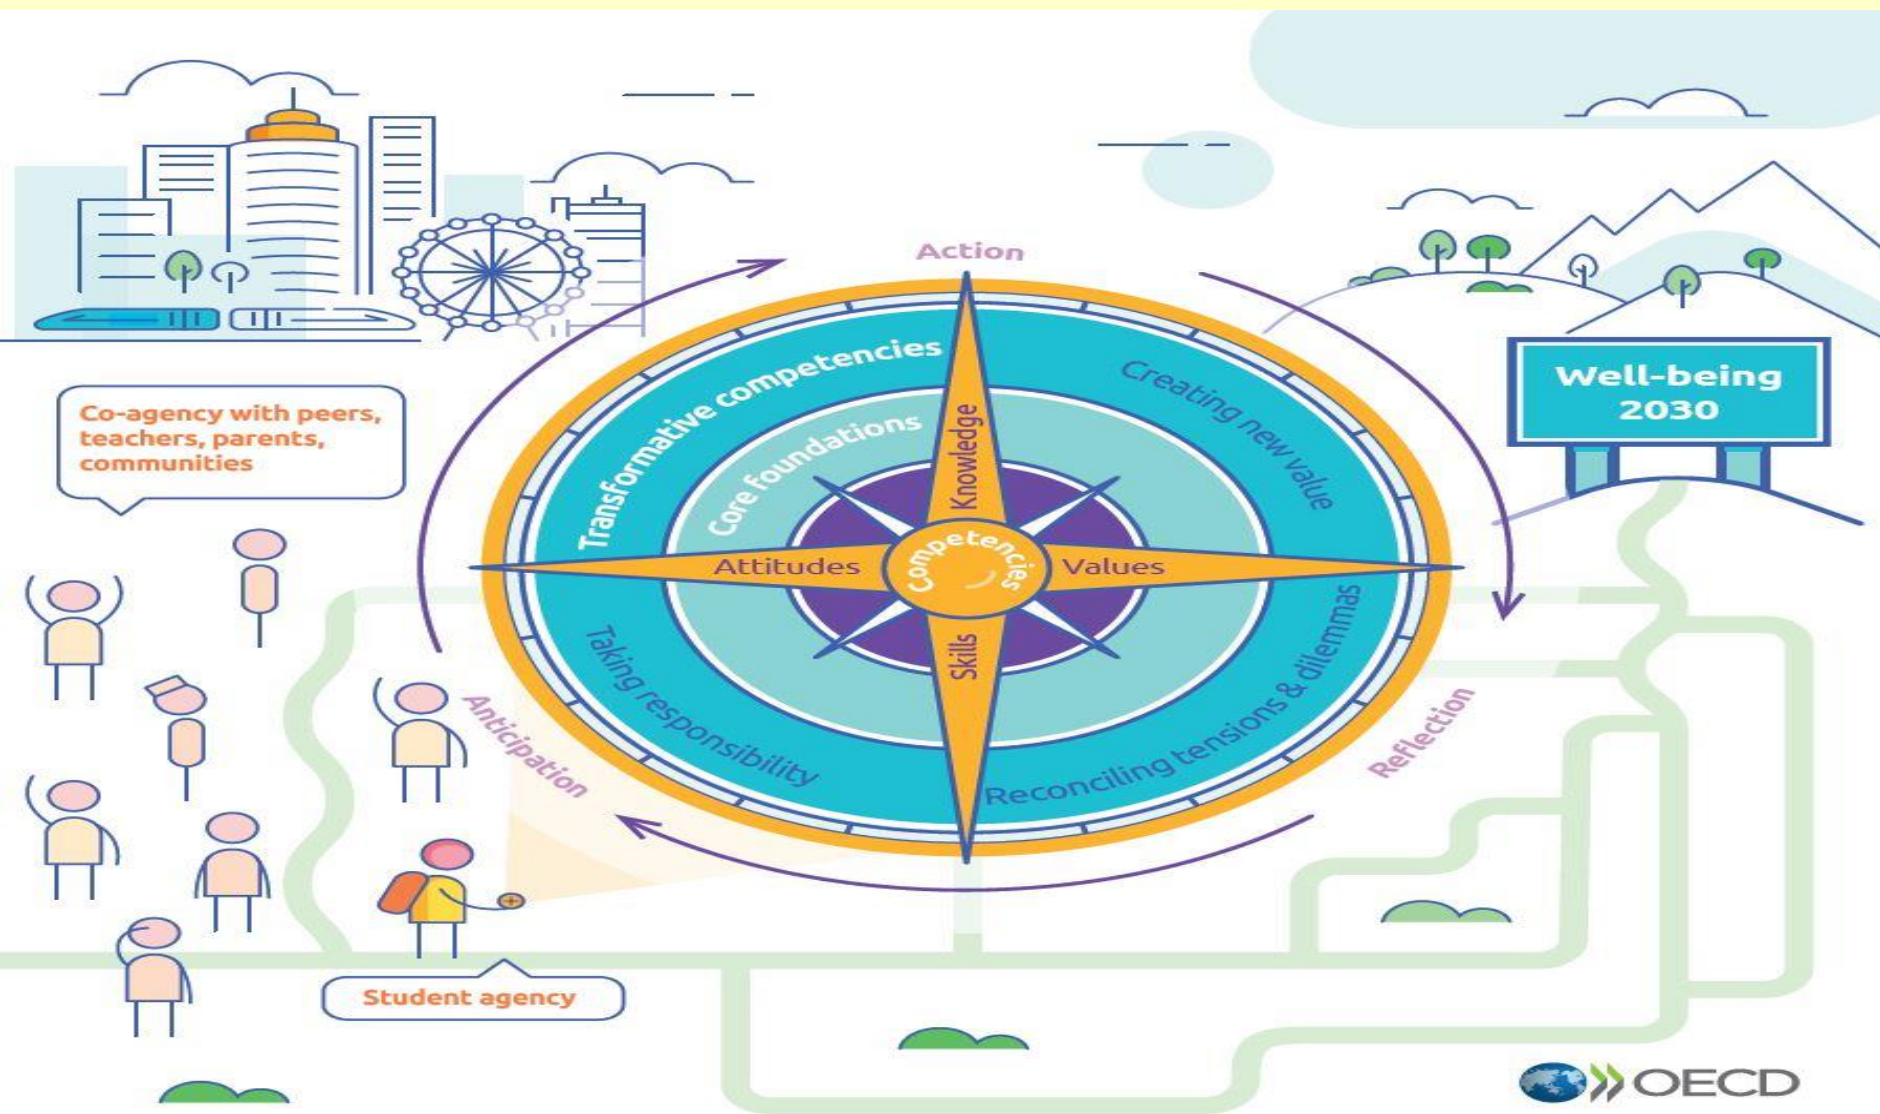 Action
Transformative competencies
Creating new value
Core foundations
Knowledge
Well-being
2030
Co-agency with peers,
teachers, parents,
communities
Attitudes
Competencies
Values
Skills
Taking responsibility
Reconciling tensions & dilemmas
Anticipation
Reflection
Student agency
OECD